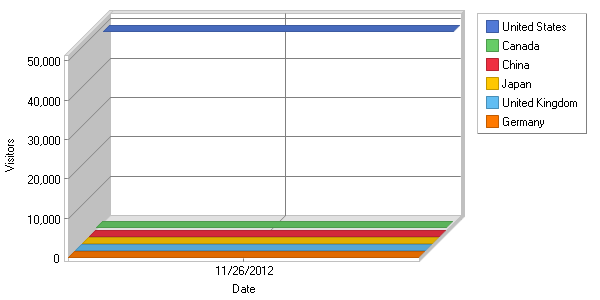 United States
Canada
China
Japan
United Kingdom
Germany
Visitors
50,000
40,000
30,000
20,000
10,000
0
11/26/2012
Date